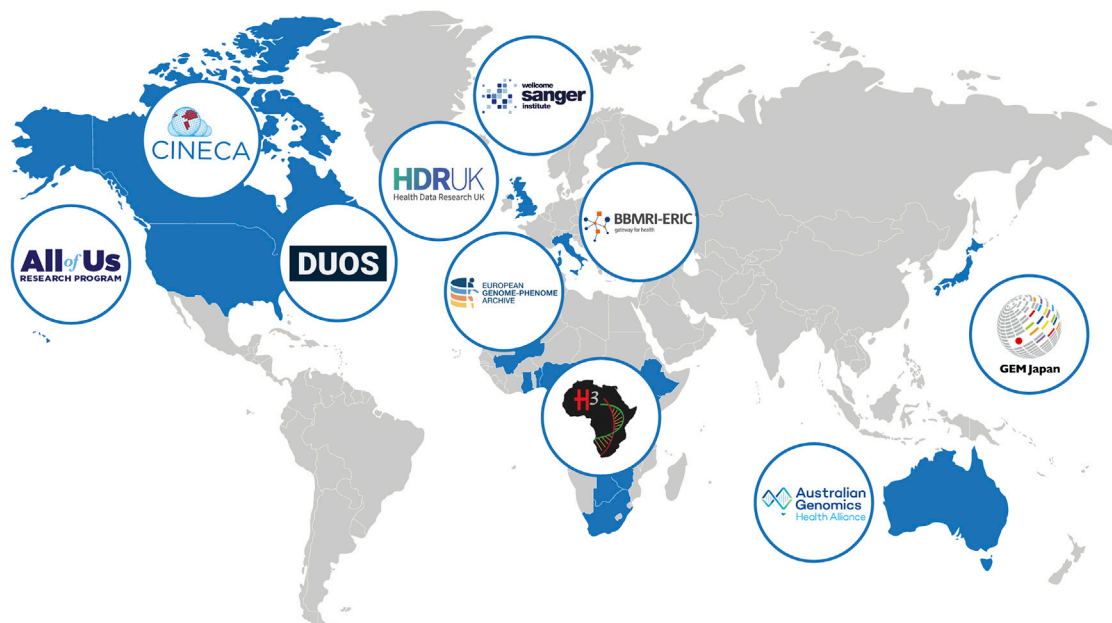 wellcome
sanger
institute
CINECA
HDRUK
Health Data Research UK
BBMRI-ERIC
gateway for health
All of Us
RESEARCH PROGRAM
DUOS
EUROPEAN
GENOME-PHENOME
ARCHIVE
GEM Japan
H3
Australian
Genomics
Health Alliance